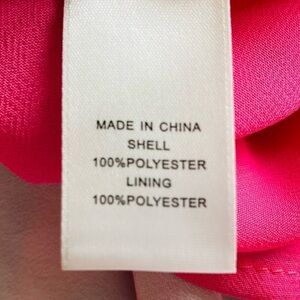 MADE IN CHINA
SHELL
100%POLYESTER
LINING
100%POLYESTER